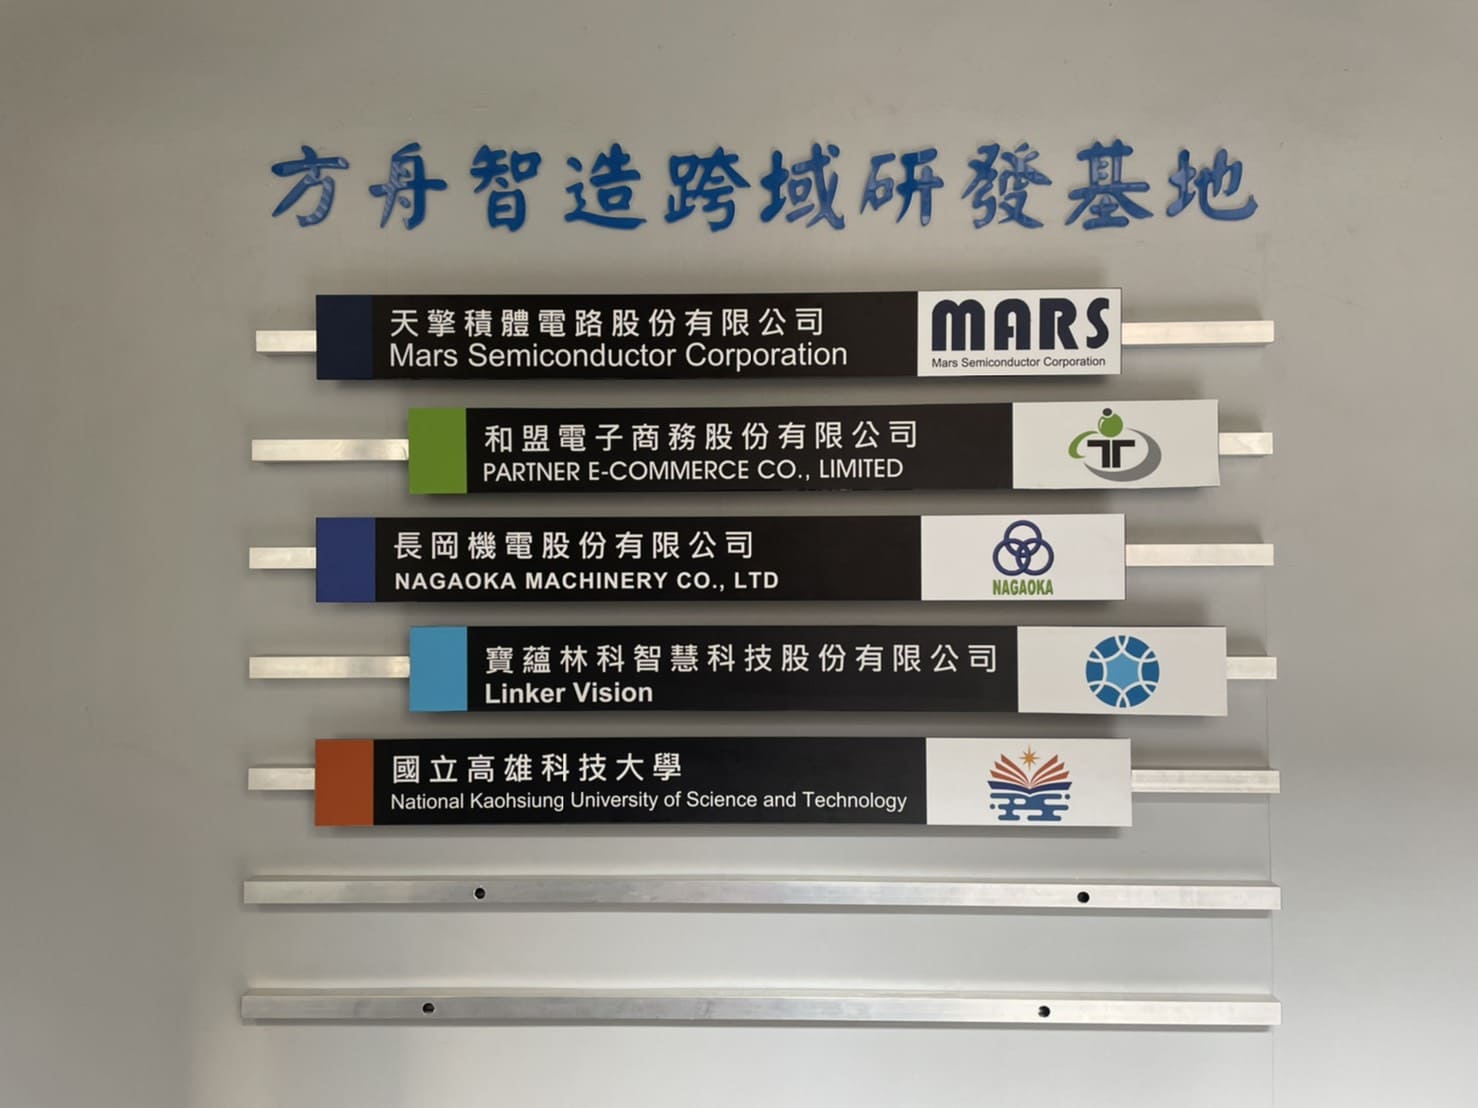 方舟智造跨域研發基地
天擎積體電路股份有限公司
Mars Semiconductor Corporation
MARS
Mars Semiconductor Corporation
和盟電子商務股份有限公司
PARTNER E-COMMERCE CO., LIMITED
長岡機電股份有限公司
NAGAOKA MACHINERY CO., LTD
NAGAOKA
寶蘊林科智慧科技股份有限公司
Linker Vision
國立高雄科技大學
National Kaohsiung University of Science and Technology